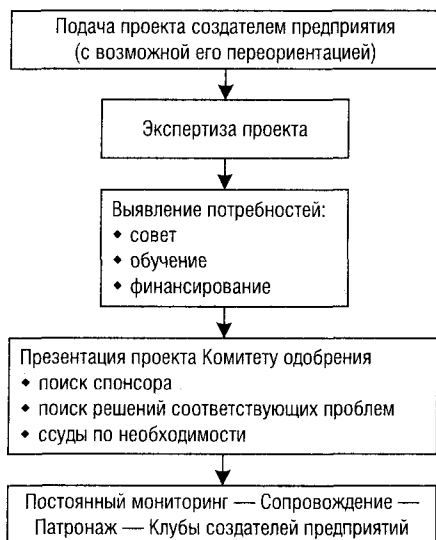 Подача проекта создателем предприятия
(с возможной его переориентацией)
Экспертиза проекта
Выявление потребностей:
◆ совет
◆ обучение
◆ финансирование
Презентация проекта Комитету одобрения
◆ поиск спонсора
◆ поиск решений соответствующих проблем
◆ ссуды по необходимости
Постоянный мониторинг — Сопровождение —
Патронаж — Клубы создателей предприятий